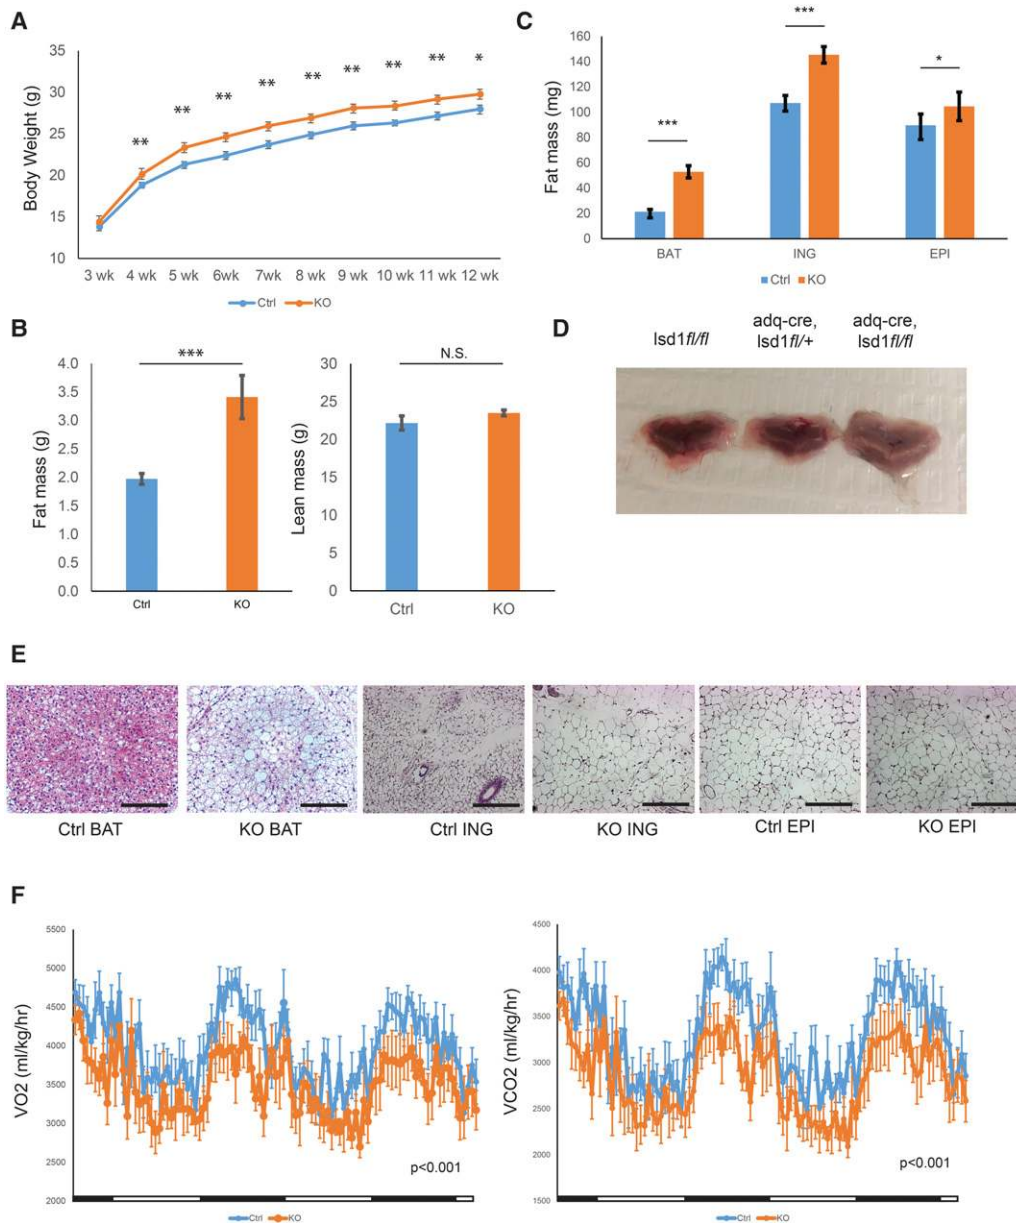 A
Body Weight (g)
35
30
25
20
15
10
**
**
**
**
**
**
**
**
*
3 wk 4 wk 5 wk 6wk 7wk 8 wk 9 wk 10 wk 11 wk 12 wk
Ctrl KO
B
Fat mass (g)
4.0
3.5
3.0
2.5
2.0
1.5
1.0
0.5
0.0
***
Ctrl KO
Lean mass (g)
30
25
20
15
10
5
0
N.S.
Ctrl KO
C
Fat mass (mg)
160
140
120
100
80
60
40
20
0
***
***
*
BAT ING EPI
Ctrl KO
D
lsd1fl/fl
adq-cre,
lsd1fl/+
adq-cre,
lsd1fl/fl
E
Ctrl BAT KO BAT Ctrl ING KO ING Ctrl EPI KO EPI
F
VO2 (ml/kg/hr)
5500
5000
4500
4000
3500
3000
2500
2000
p<0.001
Ctrl KO
VCO2 (ml/kg/hr)
4500
4000
3500
3000
2500
2000
1500
p<0.001
Ctrl KO